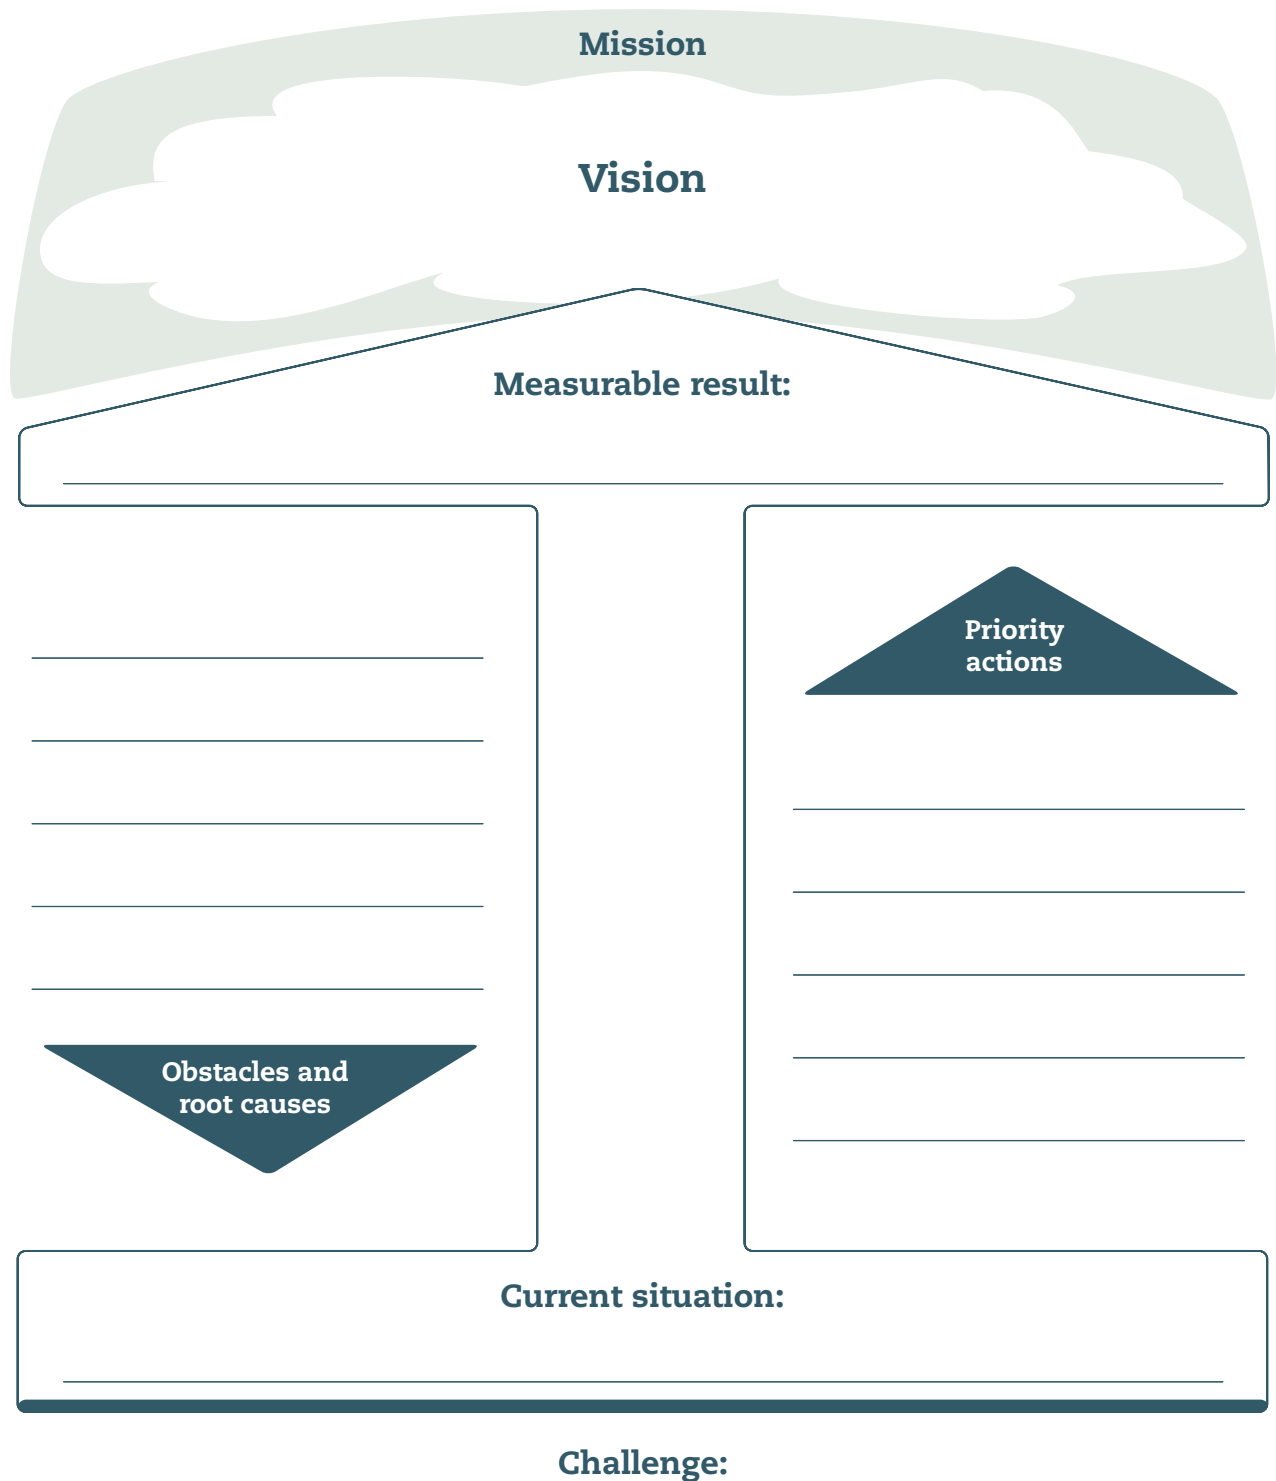 Mission
Vision
Measurable result:
Priority
actions
Obstacles and
root causes
Current situation:
Challenge: